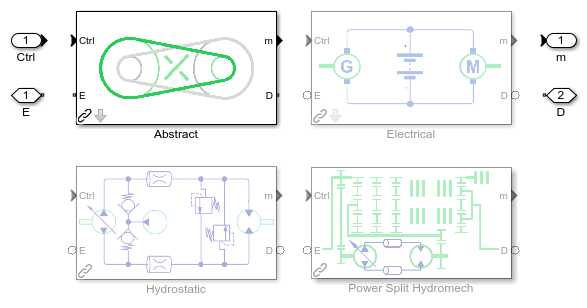 1
Ctrl
1
E
Ctrl
m
E
D
Abstract
Ctrl
m
G
M
E
D
Electrical
1
m
2
D
Ctrl
m
E
D
Hydrostatic
Ctrl
m
E
D
Power Split Hydromech